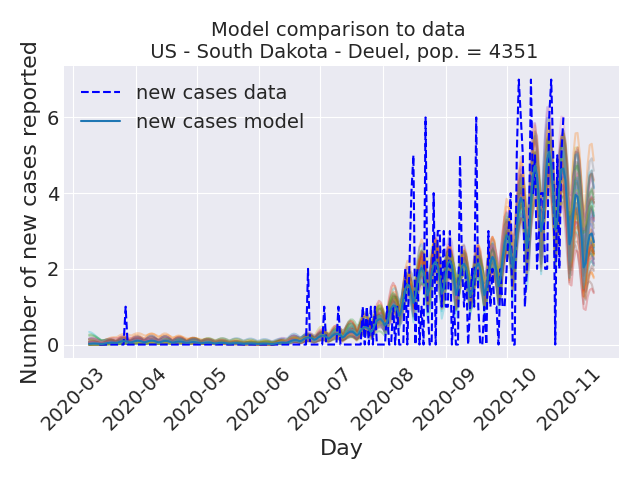 Model comparison to data
US - South Dakota - Deuel, pop. = 4351
Number of new cases reported
6
4
2
0
new cases data
new cases model
2020-03
2020-04
2020-05
2020-06
2020-07
2020-08
2020-09
2020-10
2020-11
Day